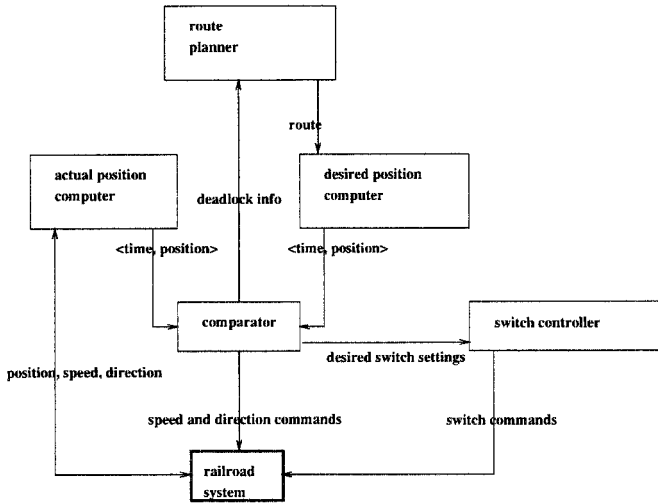 route
planner
route
actual position
computer
desired position
computer
deadlock info
<time, position>
<time, position>
comparator
switch controller
desired switch settings
position, speed, direction
speed and direction commands
switch commands
railroad
system